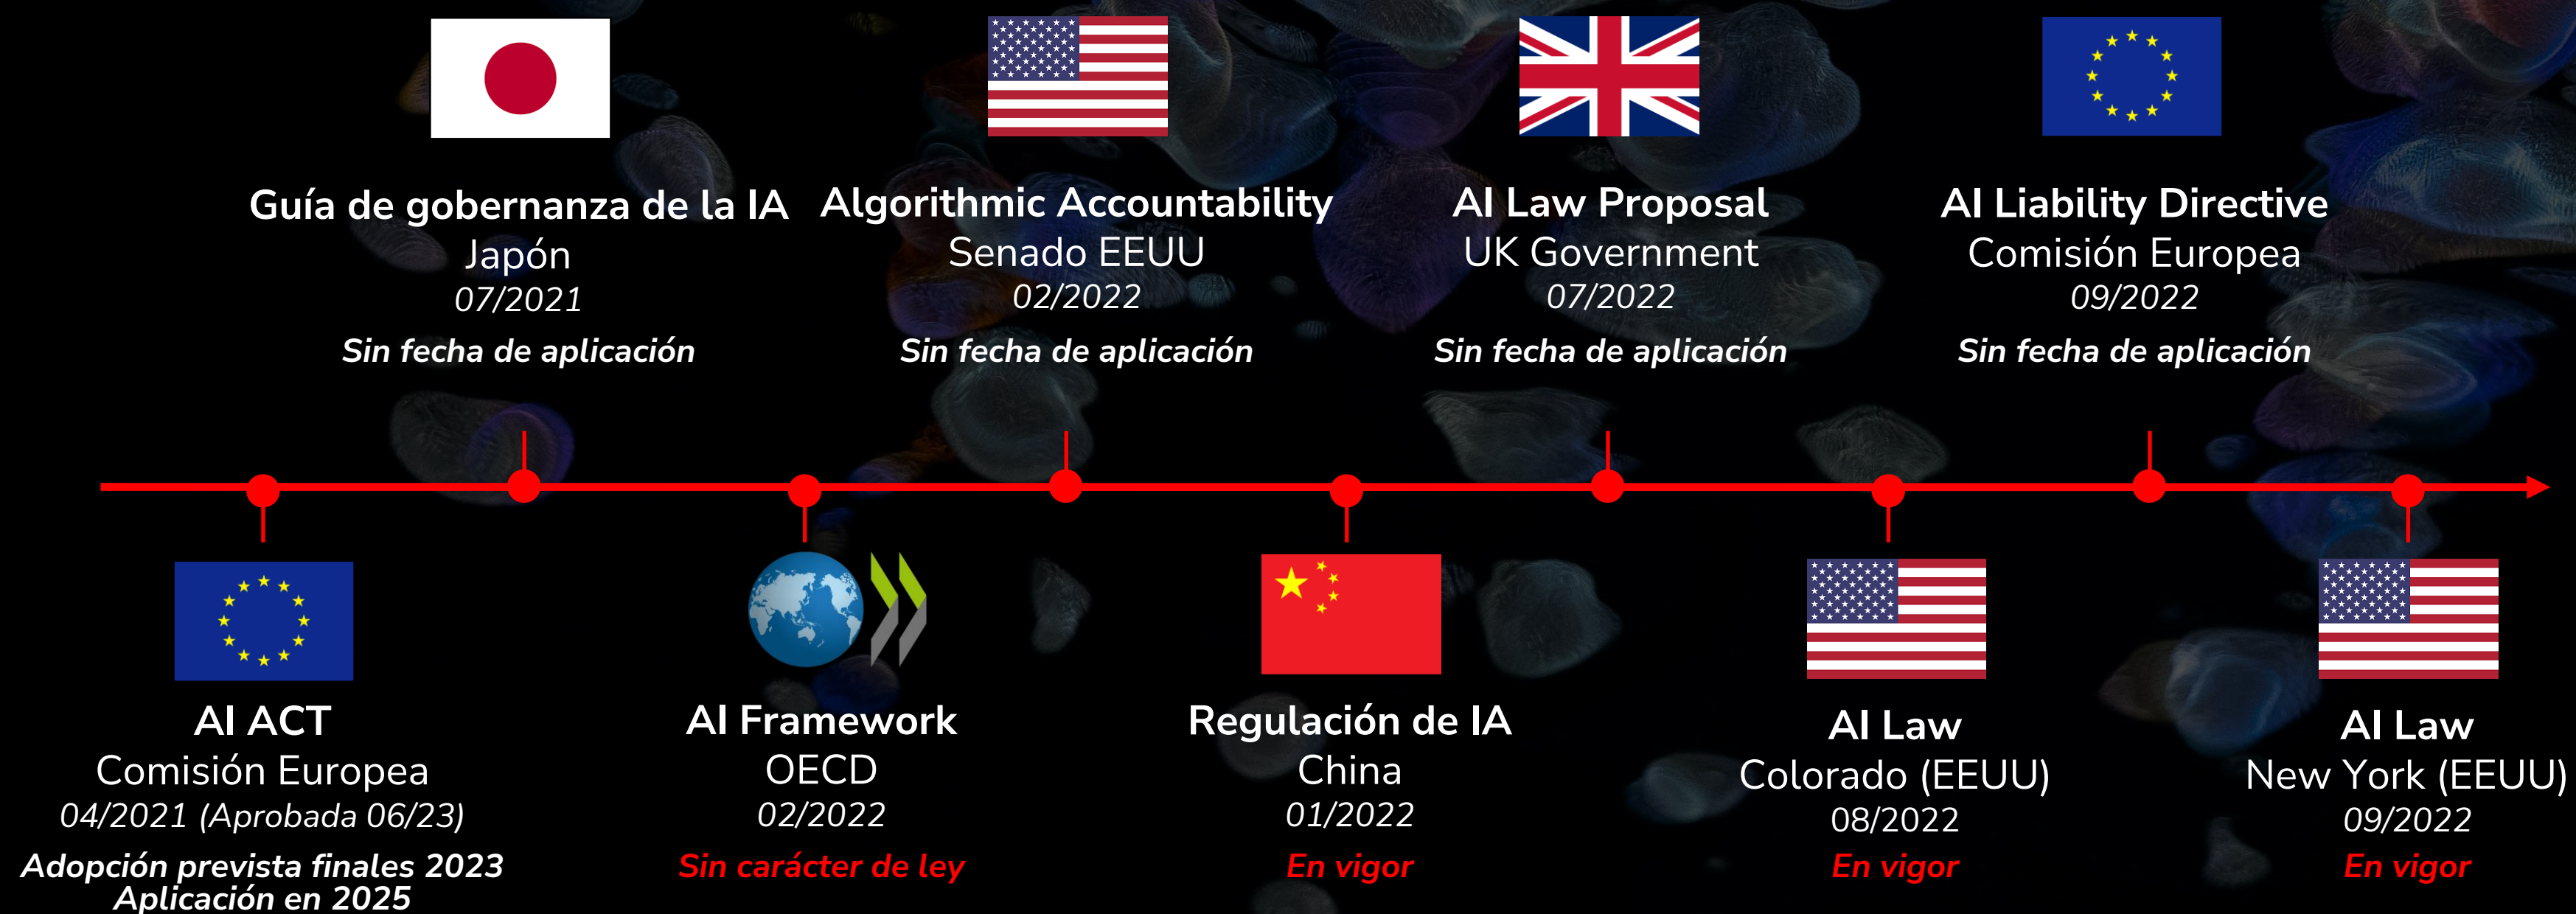 Guía de gobernanza de la IA
Japón
07/2021
Sin fecha de aplicación
Algorithmic Accountability
Senado EEUU
02/2022
Sin fecha de aplicación
AI Law Proposal
UK Government
07/2022
Sin fecha de aplicación
AI Liability Directive
Comisión Europea
09/2022
Sin fecha de aplicación
AI ACT
Comisión Europea
04/2021 (Aprobada 06/23)
Adopción prevista finales 2023
Aplicación en 2025
AI Framework
OECD
02/2022
Sin carácter de ley
Regulación de IA
China
01/2022
En vigor
AI Law
Colorado (EEUU)
08/2022
En vigor
AI Law
New York (EEUU)
09/2022
En vigor